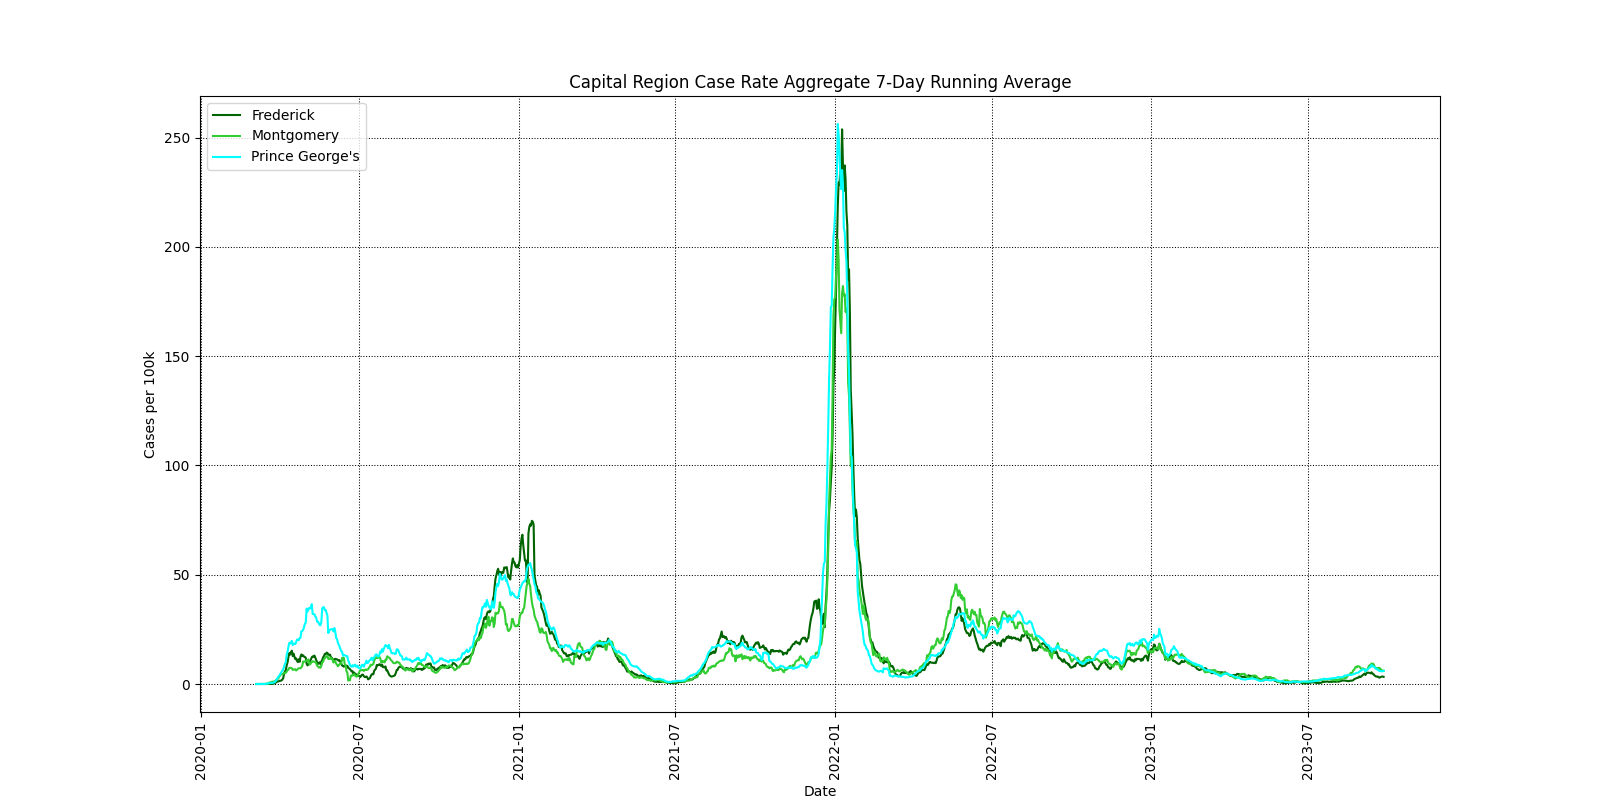 Capital Region Case Rate Aggregate 7-Day Running Average
Frederick
Montgomery
Prince George's
250
200
150
100
50
0
Cases per 100k
2020-01
2020-07
2021-01
2021-07
2022-01
2022-07
2023-01
2023-07
Date